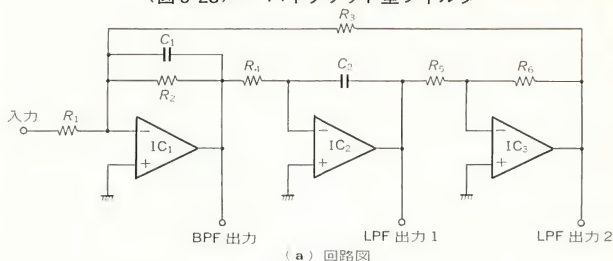 〈図6-26〉 バイクワッド型フィルタ
R3
C1
R2
R4
C2
R5
R6
入力
R1
IC1
IC2
IC3
BPF 出力
LPF 出力 1
LPF 出力 2
(a) 回路図